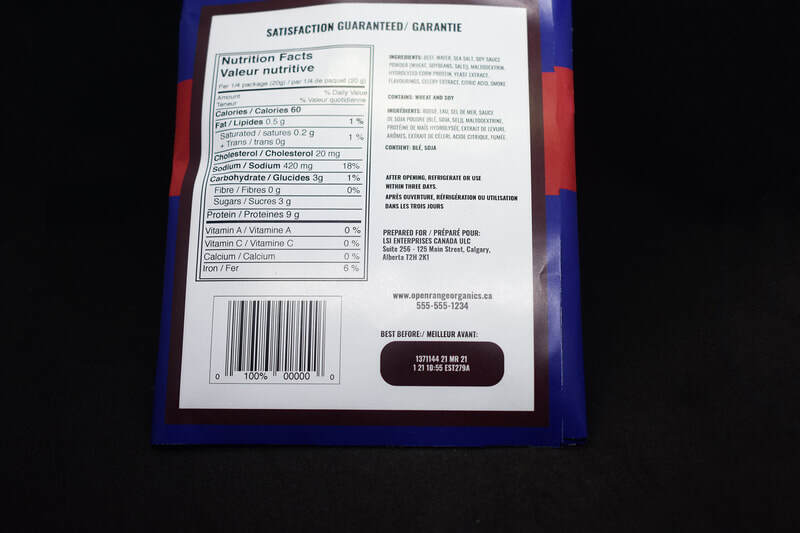 SATISFACTION GUARANTEED/ GARANTIE
Nutrition Facts
Valeur nutritive
Per 1/4 package (20g) / par 1/4 de paquet (20 g)
Amount
Teneur
% Daily Value
% Valeur quotidienne
Calories / Calories 60
Fat / Lipides 0.5 g 1 %
Saturated / satures 0.2 g
+ Trans / trans 0g 1 %
Cholesterol / Cholesterol 20 mg
Sodium / Sodium 420 mg 18%
Carbohydrate / Glucides 3g 1%
Fibre / Fibres 0 g 0%
Sugars / Sucres 3 g
Protein / Proteines 9 g
Vitamin A / Vitamine A 0 %
Vitamin C / Vitamine C 0 %
Calcium / Calcium 0 %
Iron / Fer 6 %
0 100% 00000 0
INGREDIENTS: BEEF, WATER, SEA SALT, SOY SAUCE
POWDER (WHEAT, SOYBEANS, SALT), MALTODEXTRIN,
HYDROLYSED CORN PROTEIN, YEAST EXTRACT,
FLAVOURINGS, CELERY EXTRACT, CITRIC ACID, SMOKE
CONTAINS: WHEAT AND SOY
INGRÉDIENTS: BOEUF, EAU, SEL DE MER, SAUCE
DE SOJA POUDRE (BLÉ, SOJA, SEL), MALTODEXTRINE,
PROTÉINE DE MAÏS HYDROLYSÉE, EXTRAIT DE LEVURE,
ARÔMES, EXTRAIT DE CÉLERI, ACIDE CITRIQUE, FUMÉE.
CONTIENT: BLÉ, SOJA
AFTER OPENING, REFRIGERATE OR USE
WITHIN THREE DAYS.
APRÉS OUVERTURE, RÉFRIGÉRATION OU UTILISATION
DANS LES TROIS JOURS
PREPARED FOR / PRÉPARÉ POUR:
LSI ENTERPRISES CANADA ULC
Suite 256 - 125 Main Street, Calgary,
Alberta T2H 2K1
www.openrangeorganics.ca
555-555-1234
BEST BEFORE:/ MEILLEUR AVANT:
1371144 21 MR 21
1 21 10:55 EST279A